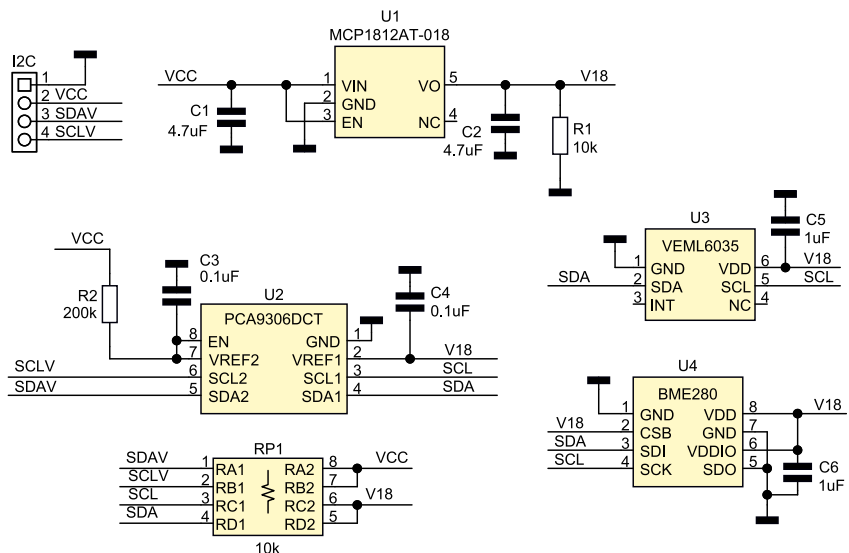 U1
MCP1812AT-018
I2C
1
2 VCC
3 SDAV
4 SCLV
VCC
C1
4.7uF
1 VIN
2 GND
3 EN
VO 5
NC 4
C2
4.7uF
V18
R1
10k
VCC
R2
200k
C3
0.1uF
U2
PCA9306DCT
8 EN
7 VREF2
6 SCL2
5 SDA2
GND 1
VREF1 2
SCL1 3
SDA1 4
C4
0.1uF
V18
SCL
SDA
SCLV
SDAV
U3
VEML6035
1 GND
2 SDA
3 INT
VDD 6
SCL 5
NC 4
SDA
C5
1uF
V18
SCL
U4
BME280
1 GND
2 CSB
3 SDI
4 SCK
VDD 8
GND 7
VDDIO 6
SDO 5
V18
SDA
SCL
V18
C6
1uF
RP1
SDAV 1 RA1
SCLV 2 RB1
SCL 3 RC1
SDA 4 RD1
RA2 8 VCC
RB2 7
RC2 6 V18
RD2 5
10k